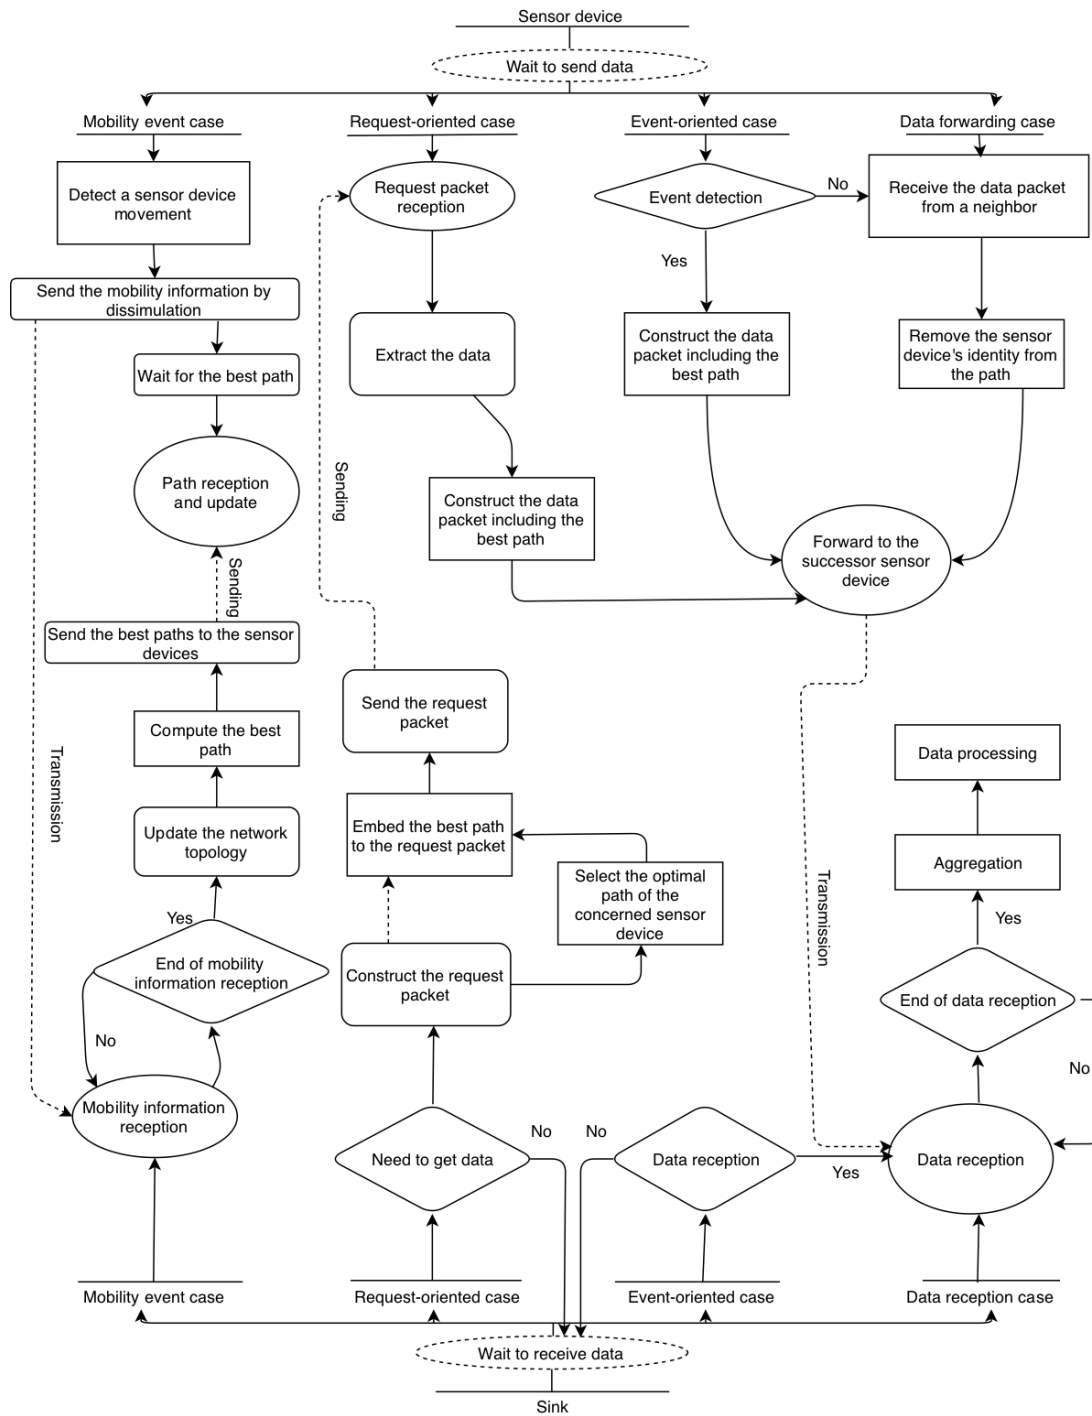 Sensor device
Wait to send data
Mobility event case
Request-oriented case
Event-oriented case
Data forwarding case
Detect a sensor device
movement
Request packet
reception
Event detection
No
Receive the data packet
from a neighbor
Yes
Send the mobility information by
dissimulation
Wait for the best path
Extract the data
Construct the data
packet including the
best path
Remove the sensor
device's identity from
the path
Path reception
and update
Sending
Construct the data
packet including the
best path
Forward to the
successor sensor
device
Sending
Send the best paths to the sensor
devices
Send the request
packet
Compute the best
path
Data processing
Transmission
Update the network
topology
Embed the best path
to the request packet
Aggregation
Select the optimal
path of the
concerned sensor
device
Transmission
Yes
Yes
End of mobility
information reception
Construct the request
packet
End of data reception
No
No
Mobility information
reception
No
No
Need to get data
Data reception
Yes
Data reception
Mobility event case
Request-oriented case
Event-oriented case
Data reception case
Wait to receive data
Sink